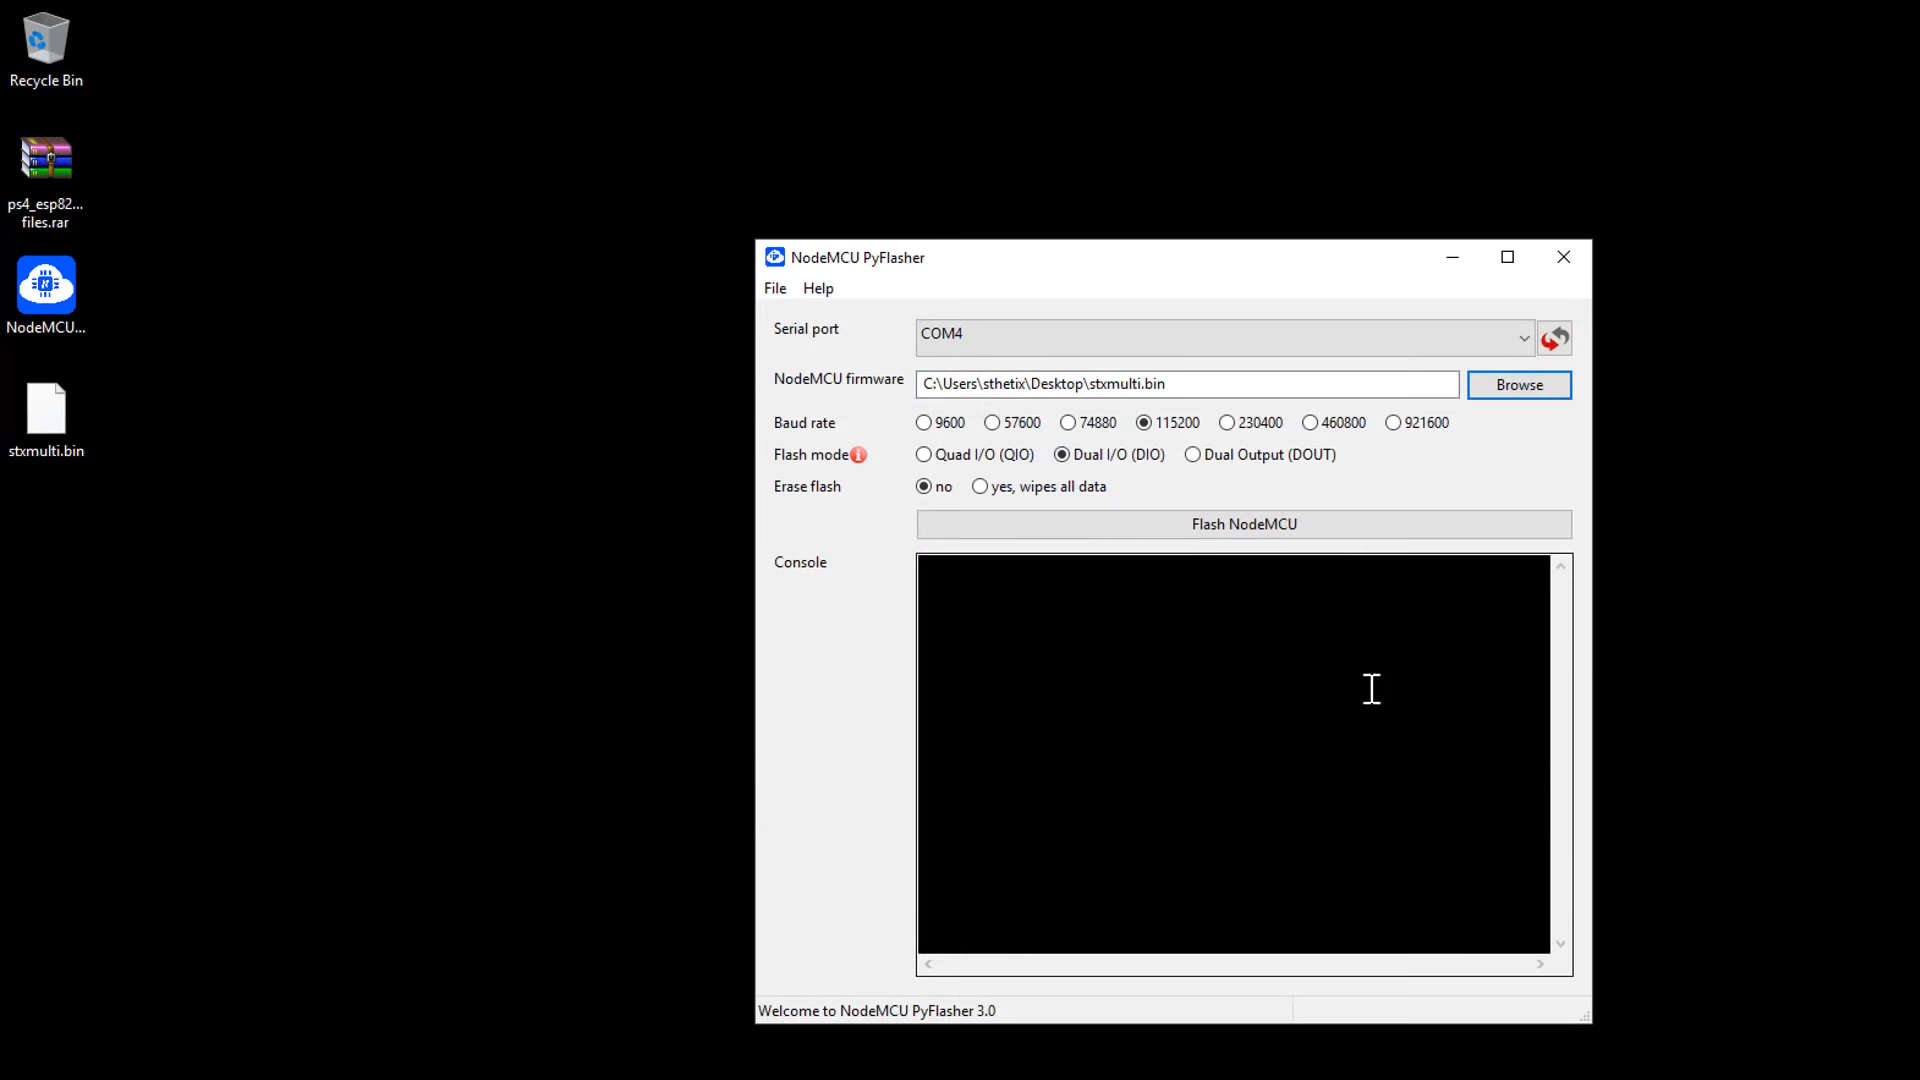 Recycle Bin
ps4_esp82...
files.rar
NodeMCU...
stxmulti.bin
NodeMCU PyFlasher
File Help
Serial port COM4
NodeMCU firmware C:\Users\sthetix\Desktop\stxmulti.bin Browse
Baud rate 9600 57600 74880 115200 230400 460800 921600
Flash mode Quad I/O (QIO) Dual I/O (DIO) Dual Output (DOUT)
Erase flash no yes, wipes all data
Flash NodeMCU
Console
Welcome to NodeMCU PyFlasher 3.0